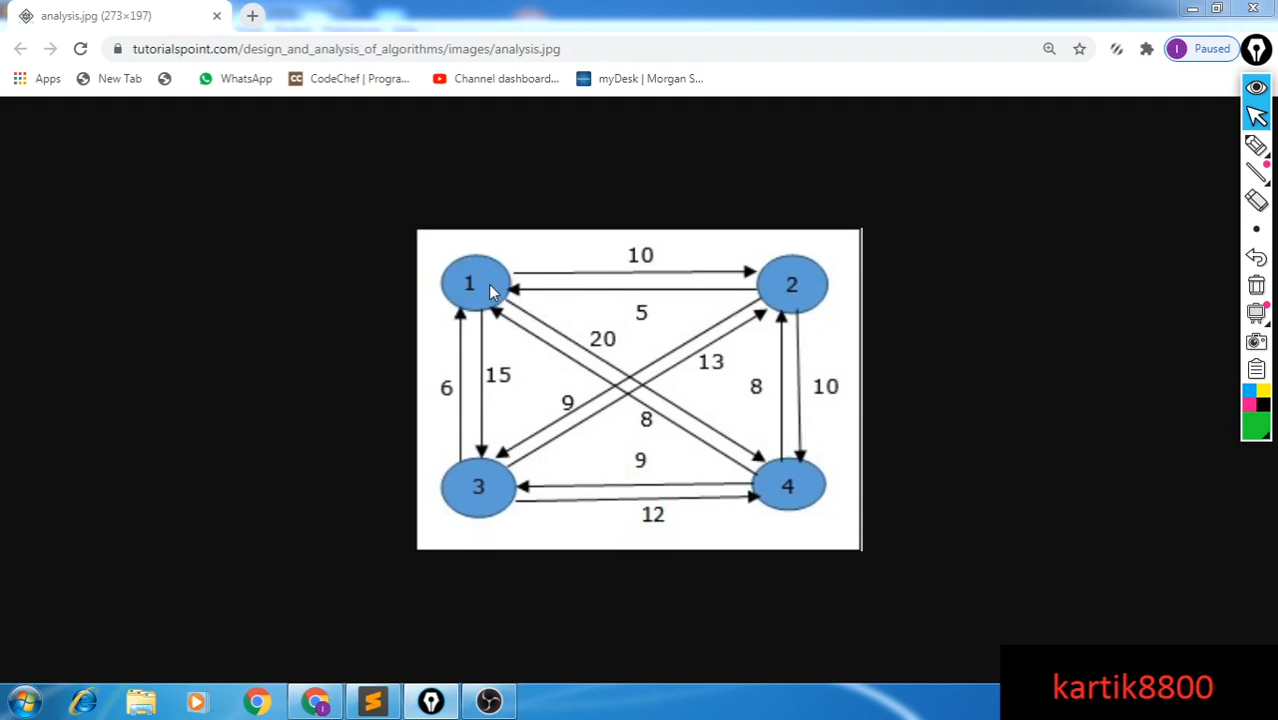 analysis.jpg (273×197)
tutorialspoint.com/design_and_analysis_of_algorithms/images/analysis.jpg
I Paused
Apps New Tab WhatsApp CC CodeChef | Progra... Channel dashboard... myDesk | Morgan S...
10
1 2
5
20
13
15
6 8 10
9
8
9
3 4
12
kartik8800